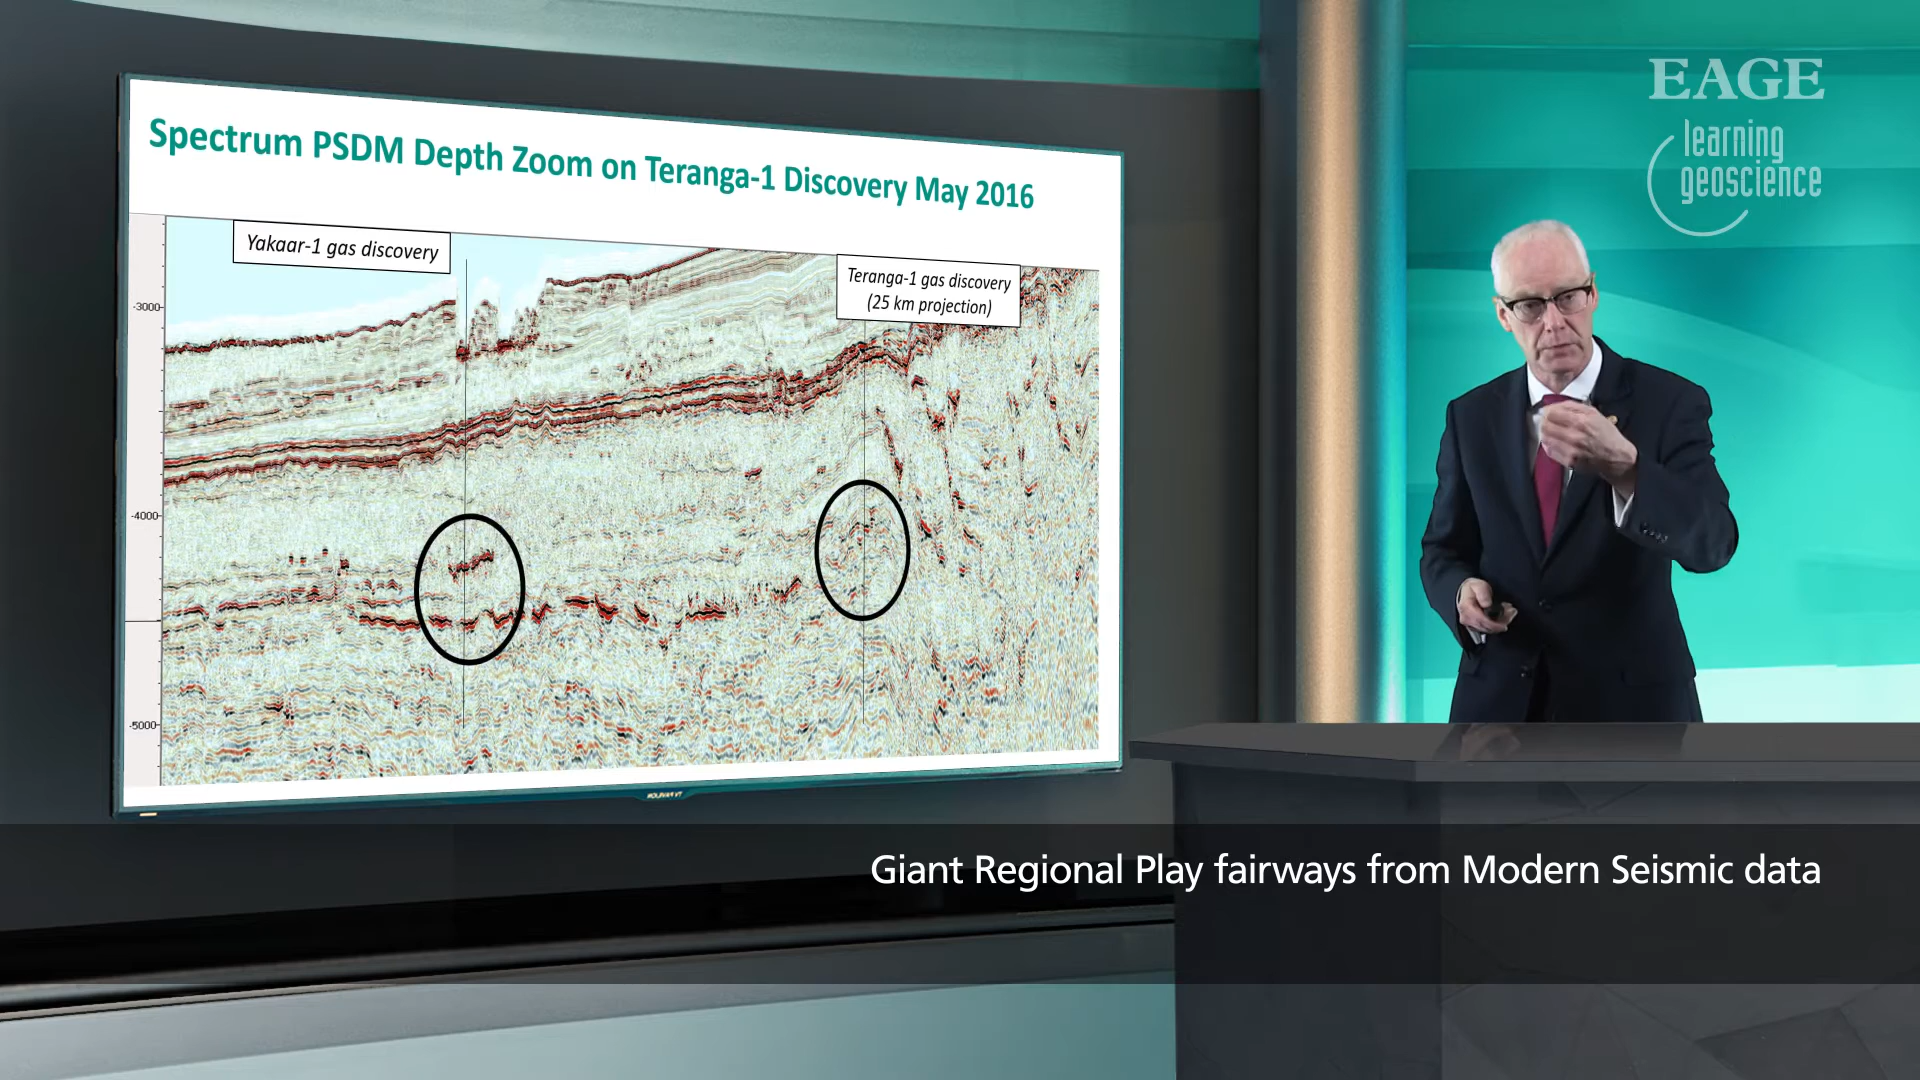 EAGE
learning
geoscience
Spectrum PSDM Depth Zoom on Teranga-1 Discovery May 2016
Yakaar-1 gas discovery
Teranga-1 gas discovery
(25 km projection)
-3000
-4000
-5000
Giant Regional Play fairways from Modern Seismic data